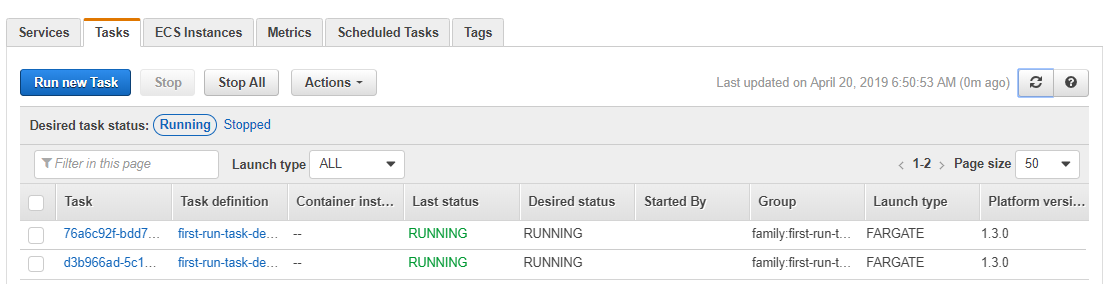 Services Tasks ECS Instances Metrics Scheduled Tasks Tags
Run new Task Stop Stop All Actions Last updated on April 20, 2019 6:50:53 AM (0m ago)
Desired task status: Running Stopped
Filter in this page Launch type ALL 1-2 Page size 50
Task Task definition Container inst... Last status Desired status Started By Group Launch type Platform versi...
76a6c92f-bdd7... first-run-task-de... -- RUNNING RUNNING family:first-run-t... FARGATE 1.3.0
d3b966ad-5c1... first-run-task-de... -- RUNNING RUNNING family:first-run-t... FARGATE 1.3.0